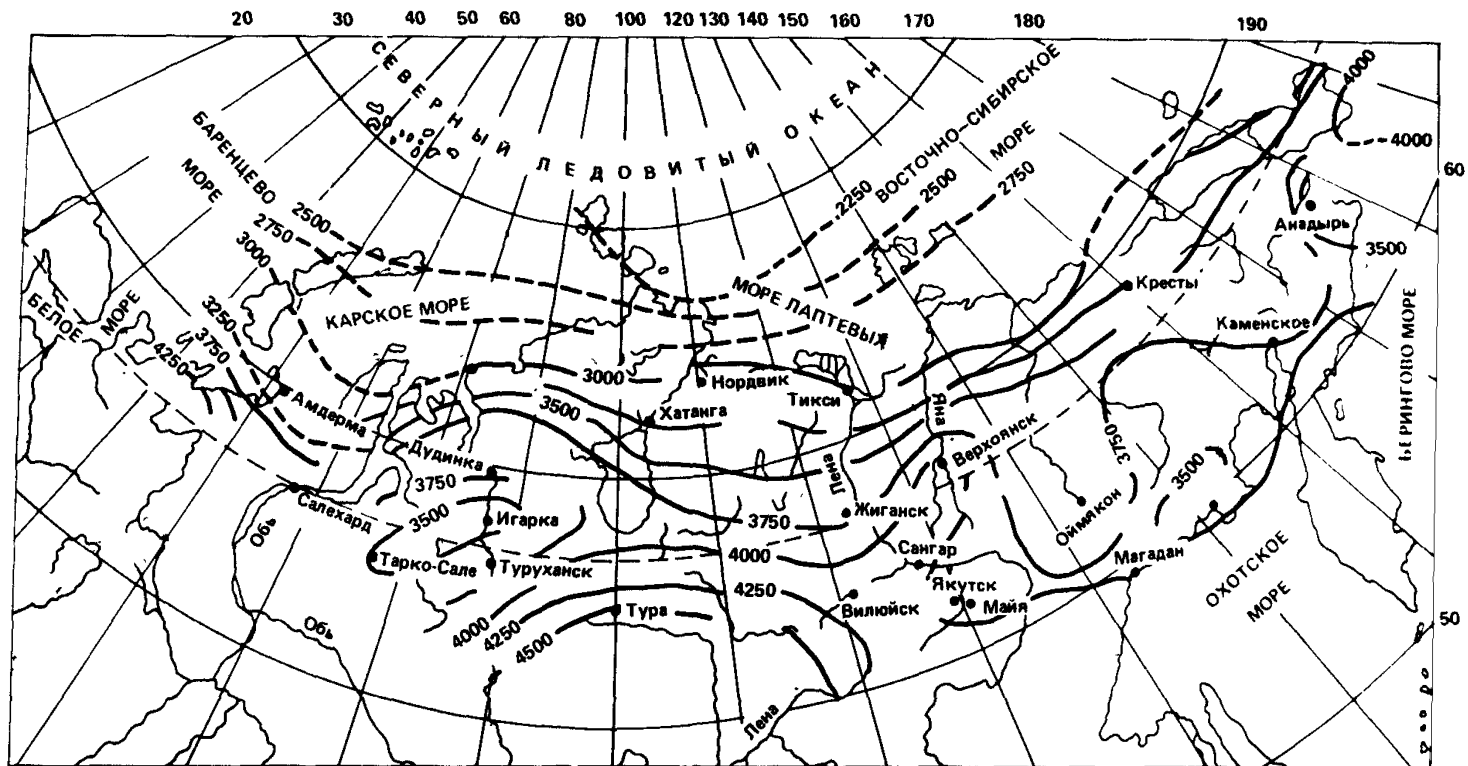 20 30 40 50 60 80 100 120 130 140 150 160 170 180 190
СЕВЕРНЫЙ ЛЕДОВИТЫЙ ОКЕАН
БАРЕНЦЕВО
МОРЕ
ВОСТОЧНО-СИБИРСКОЕ
МОРЕ
4000
4000
60
2500
2750
3000
2250
2500
2750
Анадырь
3500
БЕЛОЕ
МОРЕ
3250
3750
4250
КАРСКОЕ МОРЕ
МОРЕ ЛАПТЕВЫХ
Кресты
Каменское
БЕРИНГОВО МОРЕ
Амдерма
3000
Нордвик
Тикси
3500
Хатанга
Яна
Дудинка
3750
Лена
Верхоянск
3750
3500
Салехард
Обь
3500
Игарка
3750
Жиганск
Оймякон
Тарко-Сале
Туруханск
4000
Сангар
Магадан
ОХОТСКОЕ
МОРЕ
4250
Вилюйск
Якутск
Майя
Тура
Обь
4000
4250
4500
50
Лена